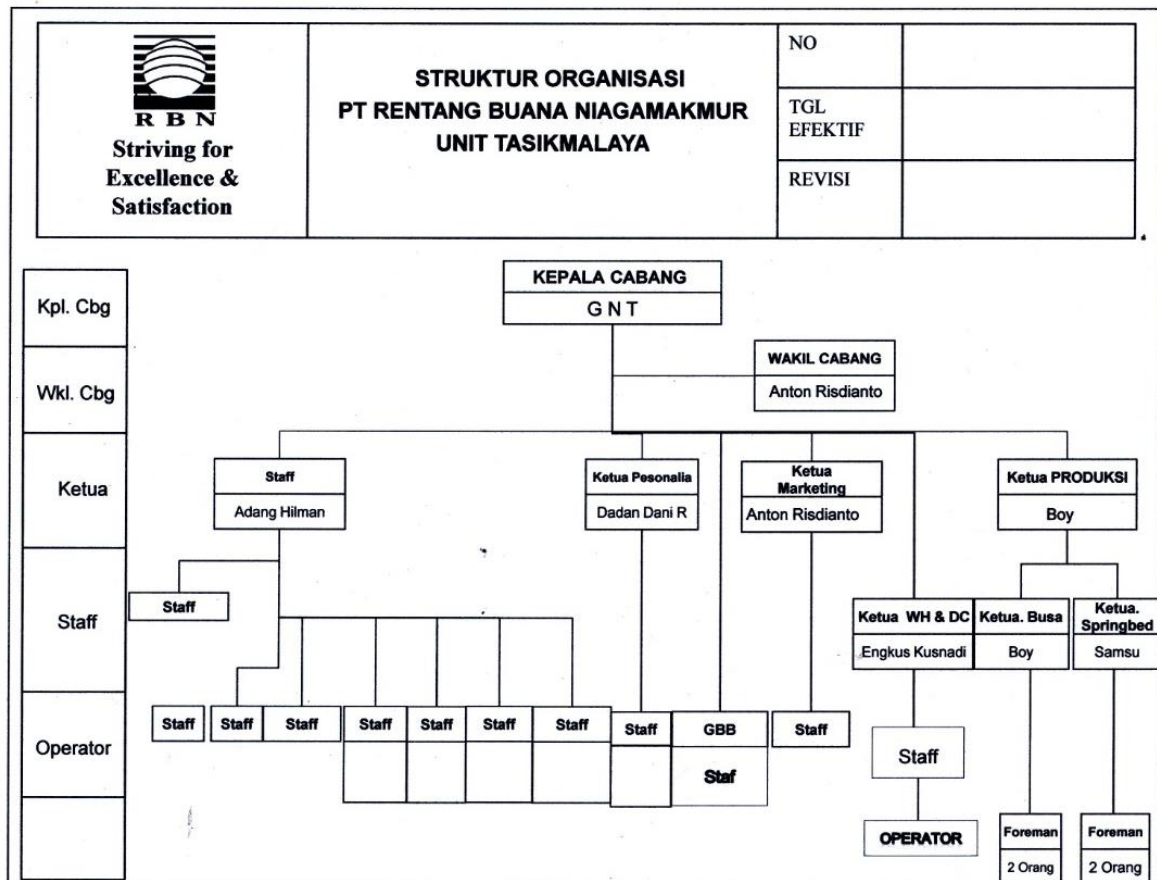 R B N
Striving for
Excellence &
Satisfaction
STRUKTUR ORGANISASI
PT RENTANG BUANA NIAGAMAKMUR
UNIT TASIKMALAYA
NO
TGL
EFEKTIF
REVISI
Kpl. Cbg
Wkl. Cbg
Ketua
Staff
Operator
KEPALA CABANG
G N T
WAKIL CABANG
Anton Risdianto
Staff
Adang Hilman
Ketua Pesonalia
Dadan Dani R
Ketua
Marketing
Anton Risdianto
Ketua PRODUKSI
Boy
Staff
Ketua WH & DC
Engkus Kusnadi
Ketua. Busa
Boy
Ketua.
Springbed
Samsu
Staff
Staff
Staff
Staff
Staff
Staff
Staff
Staff
GBB
Staf
Staff
Staff
OPERATOR
Foreman
2 Orang
Foreman
2 Orang